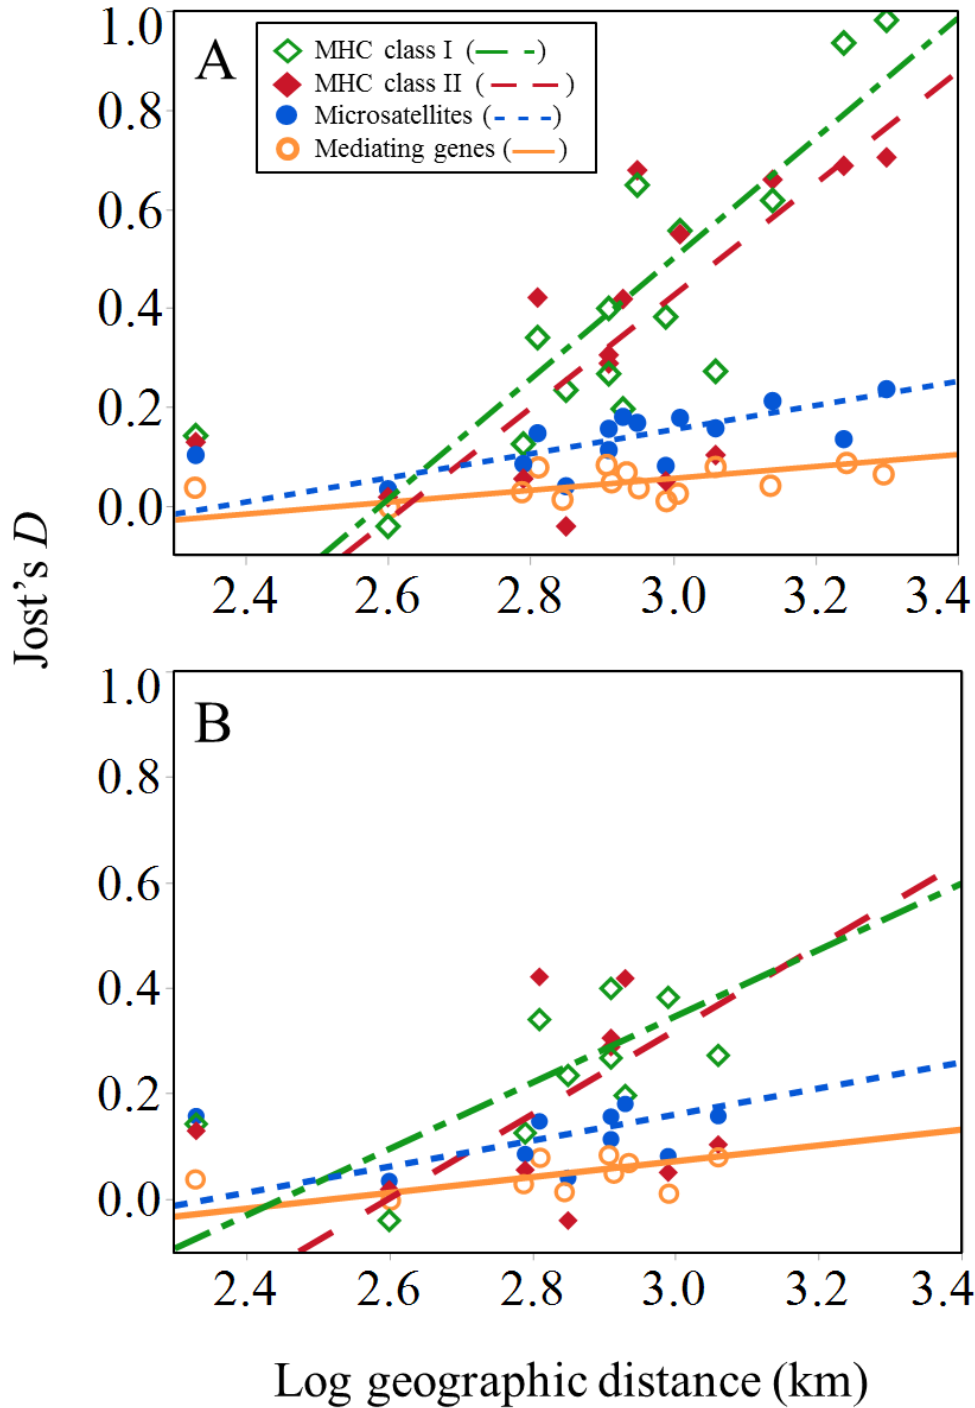 1.0
A
MHC class I ( )
MHC class II ( )
Microsatellites ( )
Mediating genes ( )
0.8
0.6
0.4
0.2
0.0
2.4 2.6 2.8 3.0 3.2 3.4
Jost's D
1.0
B
0.8
0.6
0.4
0.2
0.0
2.4 2.6 2.8 3.0 3.2 3.4
Log geographic distance (km)